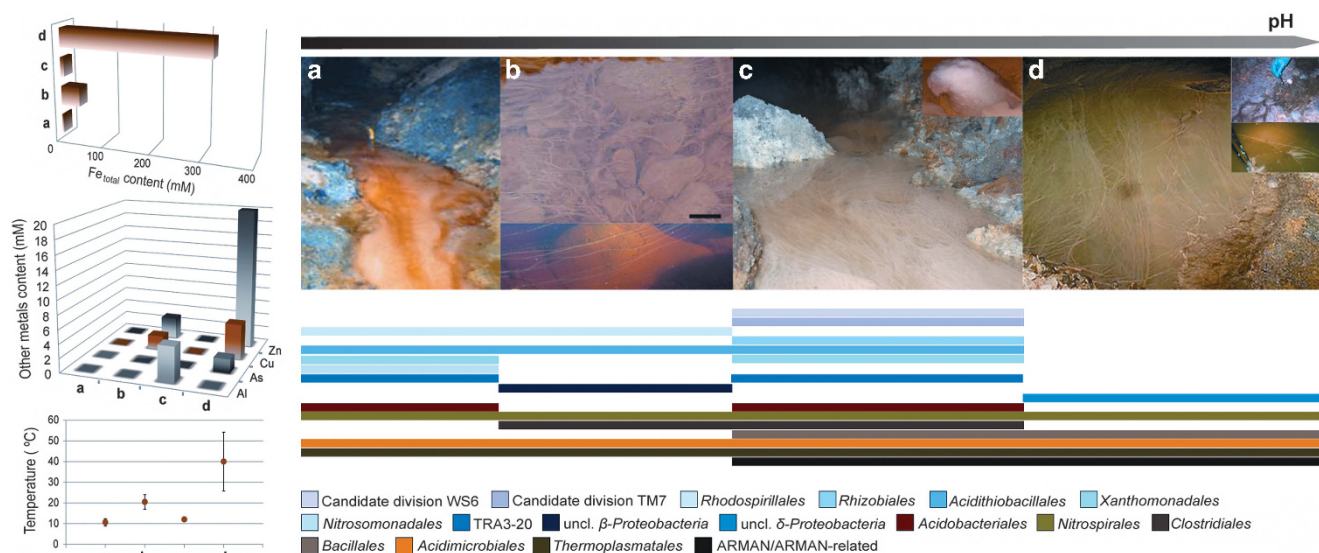 d
c
b
a
0
100
200
300
400
Fe total content (mM)
Other metals content (mM)
20
18
16
14
12
10
8
6
4
2
0
a
b
c
d
Zn
Cu
As
Al
Temperature ( ºC)
60
50
40
30
20
10
0
pH
a
b
c
d
Candidate division WS6 Candidate division TM7 Rhodospirillales Rhizobiales Acidithiobacillales Xanthomonadales
Nitrosomonadales TRA3-20 uncl. β-Proteobacteria uncl. δ-Proteobacteria Acidobacteriales Nitrospirales Clostridiales
Bacillales Acidimicrobiales Thermoplasmatales ARMAN/ARMAN-related